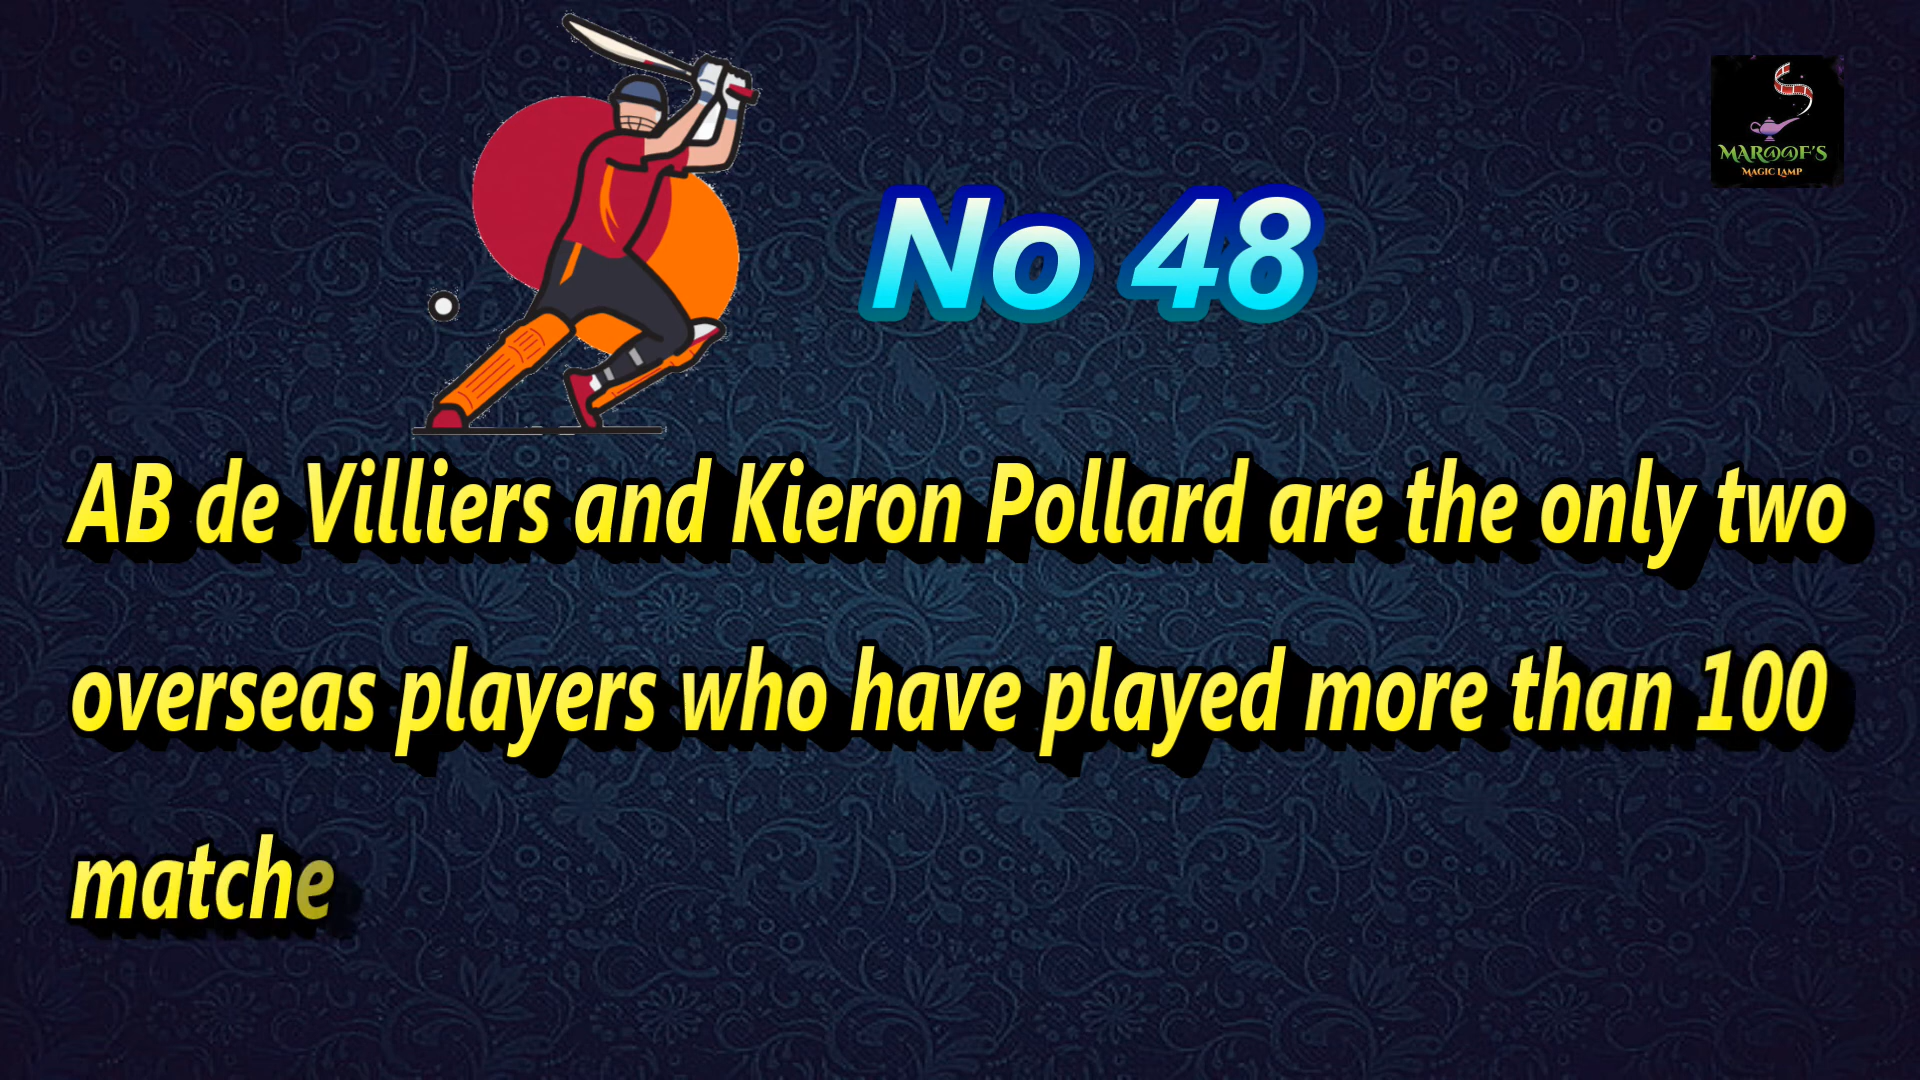 MAR@@F'S
MAGIC LAMP
No 48
AB de Villiers and Kieron Pollard are the only two
overseas players who have played more than 100
matche